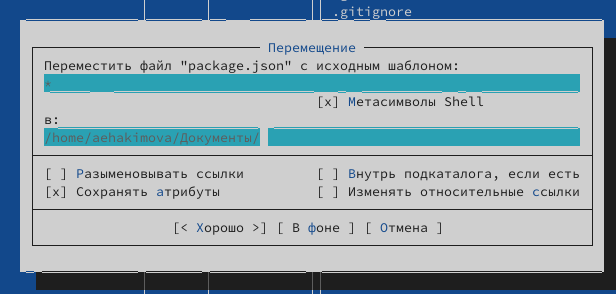 .gitignore
Перемещение
Переместить файл "package.json" с исходным шаблоном:
*
[x] Метасимволы Shell
в:
/home/aehakimova/Документы/
[ ] Разыменовывать ссылки [ ] Внутрь подкаталога, если есть
[x] Сохранять атрибуты [ ] Изменять относительные ссылки
[< Хорошо >] [ В фоне ] [ Отмена ]